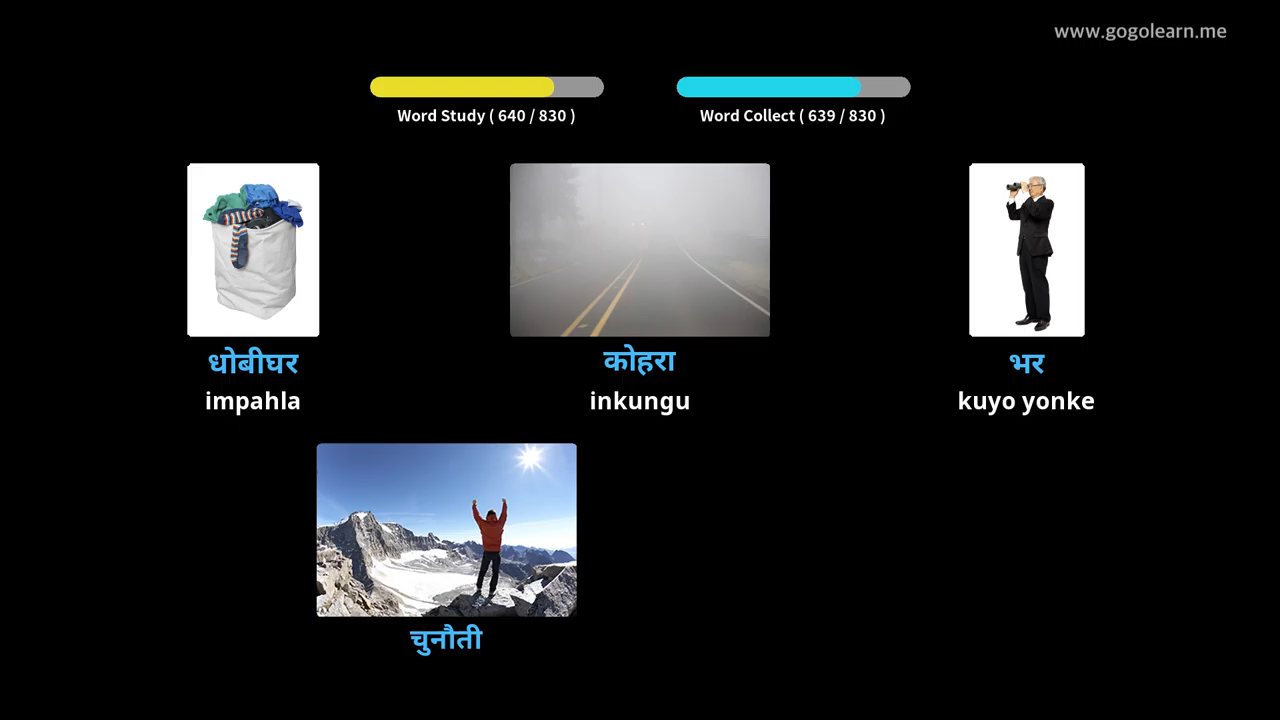 www.gogolearn.me
Word Study ( 640 / 830 )
Word Collect ( 639 / 830 )
धोबीघर
impahla
कोहरा
inkungu
भर
kuyo yonke
चुनौती